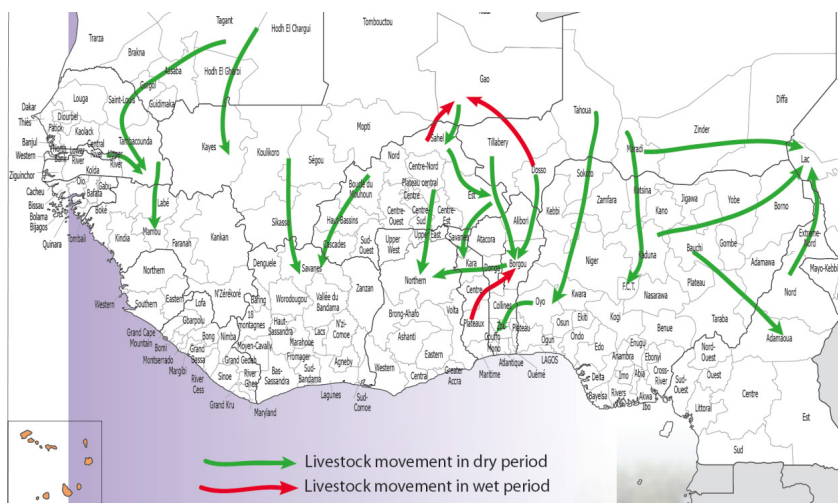 Tagant
Hodh El Chargui
Tombouctou
Trarza
Brakna
Assaba
Hodh El Gharbi
Gao
Gorgol
Diffa
Tahoua
Louga
Saint-Louis
Guidimaka
Zinder
Dakar
Thiès
Diourbel
Mopti
Sahel
Tillabery
Maradi
Lac
Kaolack
Tambacounda
Kayes
Koulikoro
Ségou
Nord
Banjul
Western
Central
River
Upper
River
Centre-Nord
Dosso
Sokoto
Katsina
Ziguinchor
Kolda
Boucle du
Mouhoun
Plateau central
Centre
Est
Zamfara
Kano
Jigawa
Yobe
Borno
Cacheu
Gabu
Bafata
Labé
Sikasso
Haut-Bassins
Centre-
Ouest
Centre-
Sud
Centre-
Est
Alibori
Kebbi
Extreme-
Nord
Bissau
Bolama
Bijagos
Boké
Cascades
Sud-
Ouest
Upper
West
Upper East
Savanes
Atacora
Kaduna
Bauchi
Gombe
Adamawa
Mayo-Kebbi
Quinara
Tombali
Kindia
Mamou
Faranah
Kankan
Denguele
Savanes
Kara
Donga
Borgou
Niger
Northern
Zanzan
Northern
Centre
F.C.T.
Plateau
Nord
Western
Southern
Eastern
N'Zérékoré
Bafing
Worodougou
Vallée du
Bandama
Collines
Oyo
Kwara
Nasarawa
Lofa
18
montagnes
Brong-Ahafo
Volta
Plateaux
Zou
Plateau
Osun
Ekiti
Kogi
Benue
Taraba
Adamaoua
Grand Cape
Mountain
Gbarpolu
Bong
Nimba
Haut-
Sassandra
Lacs
N'zi-
comoe
Ashanti
Couffo
Mono
Ogun
Ondo
Edo
Enugu
Nord-
Ouest
Bomi
Montserrado
Margibi
Grand
Bassa
Moyen-Cavally
Marahoue
Fromager
Agneby
Eastern
Atlantique
Anambra
Ebonyi
Ouest
River
Cess
Sinoe
Grand Gedeh
River
Gee
Bas-
Sassandra
Sud-
Bandama
Western
Central
Greater
Accra
Maritime
Ouémé
LAGOS
Delta
Imo
Abia
Cross-
River
Sud-
Ouest
Centre
Est
Grand Kru
Maryland
Lagunes
Sud-
Comoe
Bayelsa
Rivers
Akwa
Ibo
Littoral
Sud
Livestock movement in dry period
Livestock movement in wet period